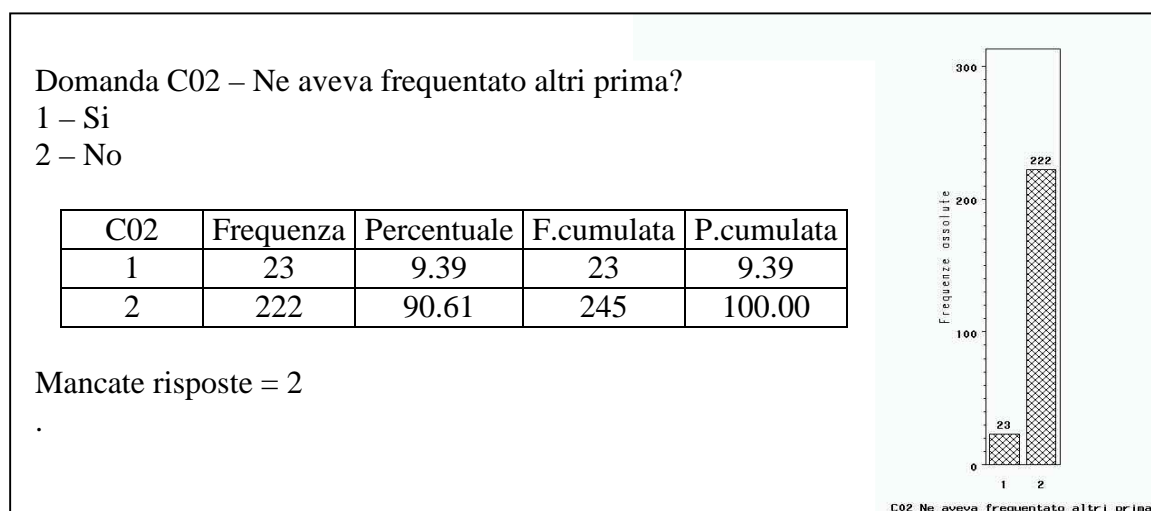 Domanda C02 – Ne aveva frequentato altri prima?
1 – Si
2 – No
C02 Frequenza Percentuale F.cumulata P.cumulata
1 23 9.39 23 9.39
2 222 90.61 245 100.00
Mancate risposte = 2
.
Frequenze assolute
300
200
100
0
23
222
1 2
C02 Ne aveva frequentato altri prima